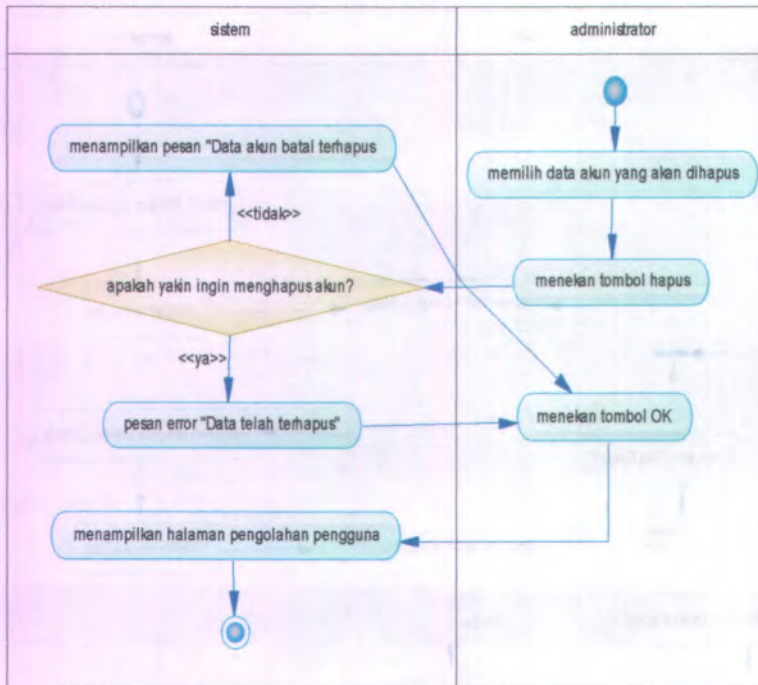 sistem
administrator
menampilkan pesan "Data akun batal terhapus
memilih data akun yang akan dihapus
<<tidak>>
apakah yakin ingin menghapus akun?
menekan tombol hapus
<<ya>>
pesan error "Data telah terhapus"
menekan tombol OK
menampilkan halaman pengolahan pengguna